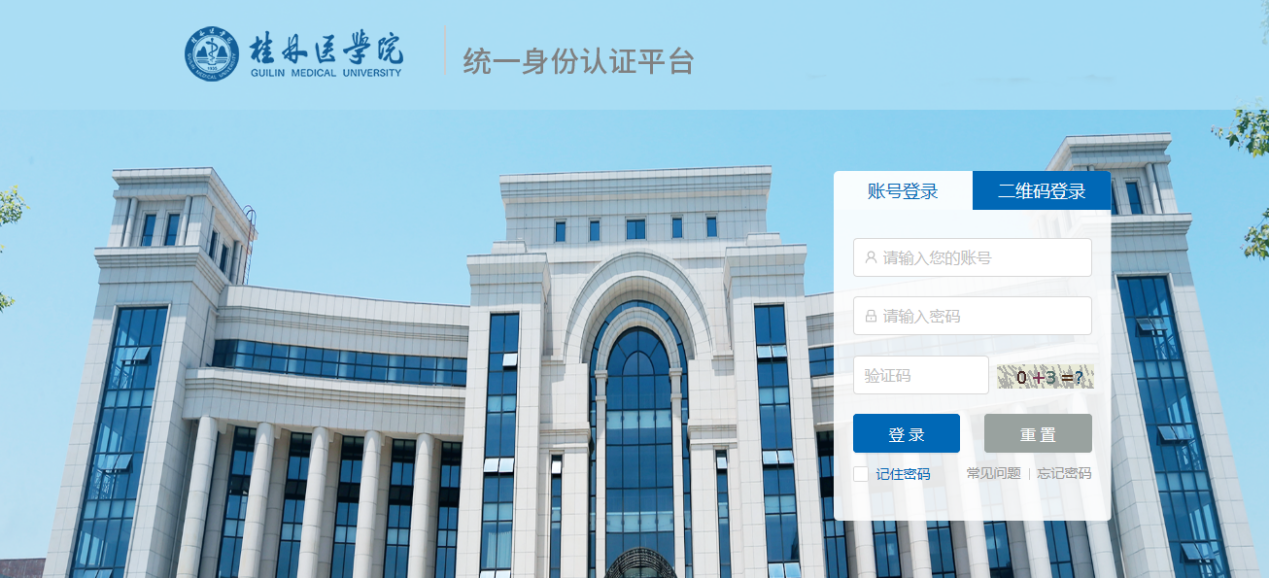 桂林医学院
GUILIN MEDICAL UNIVERSITY
统一身份认证平台
账号登录
二维码登录
请输入您的账号
请输入密码
验证码
0+3=?
登 录
重 置
记住密码
常见问题 | 忘记密码